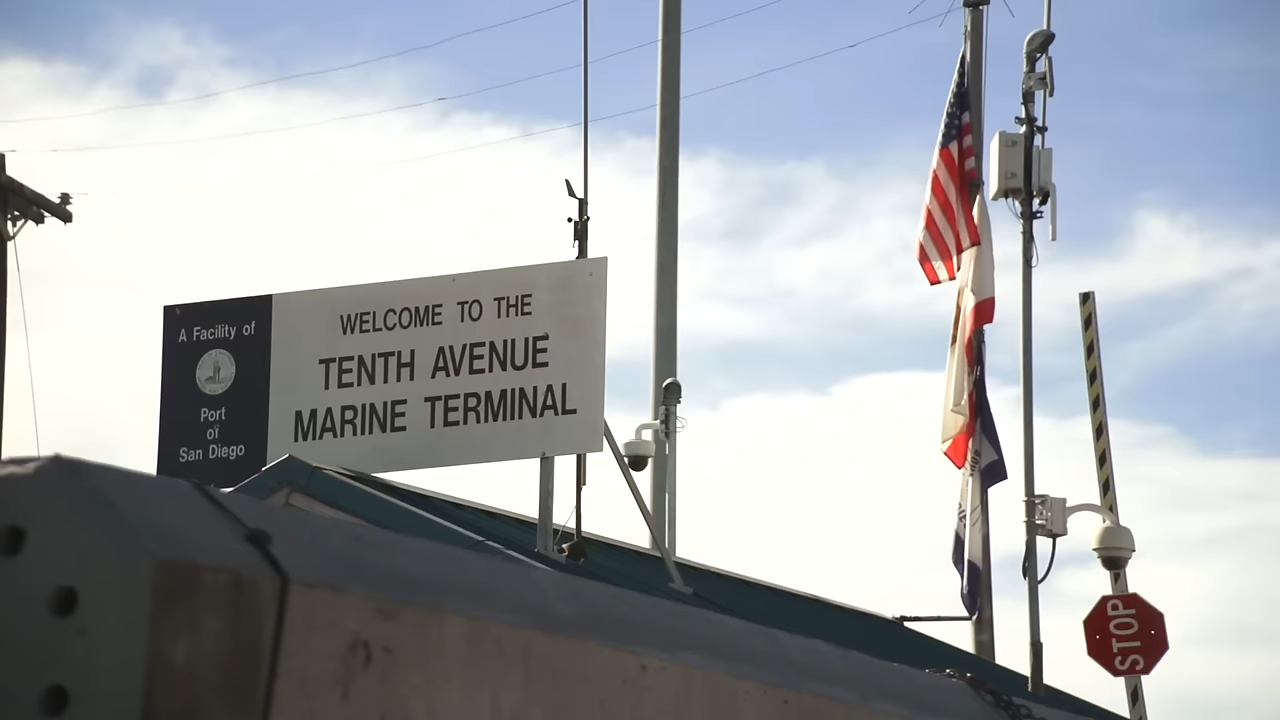 A Facility of
Port
of
San Diego
WELCOME TO THE
TENTH AVENUE
MARINE TERMINAL
STOP